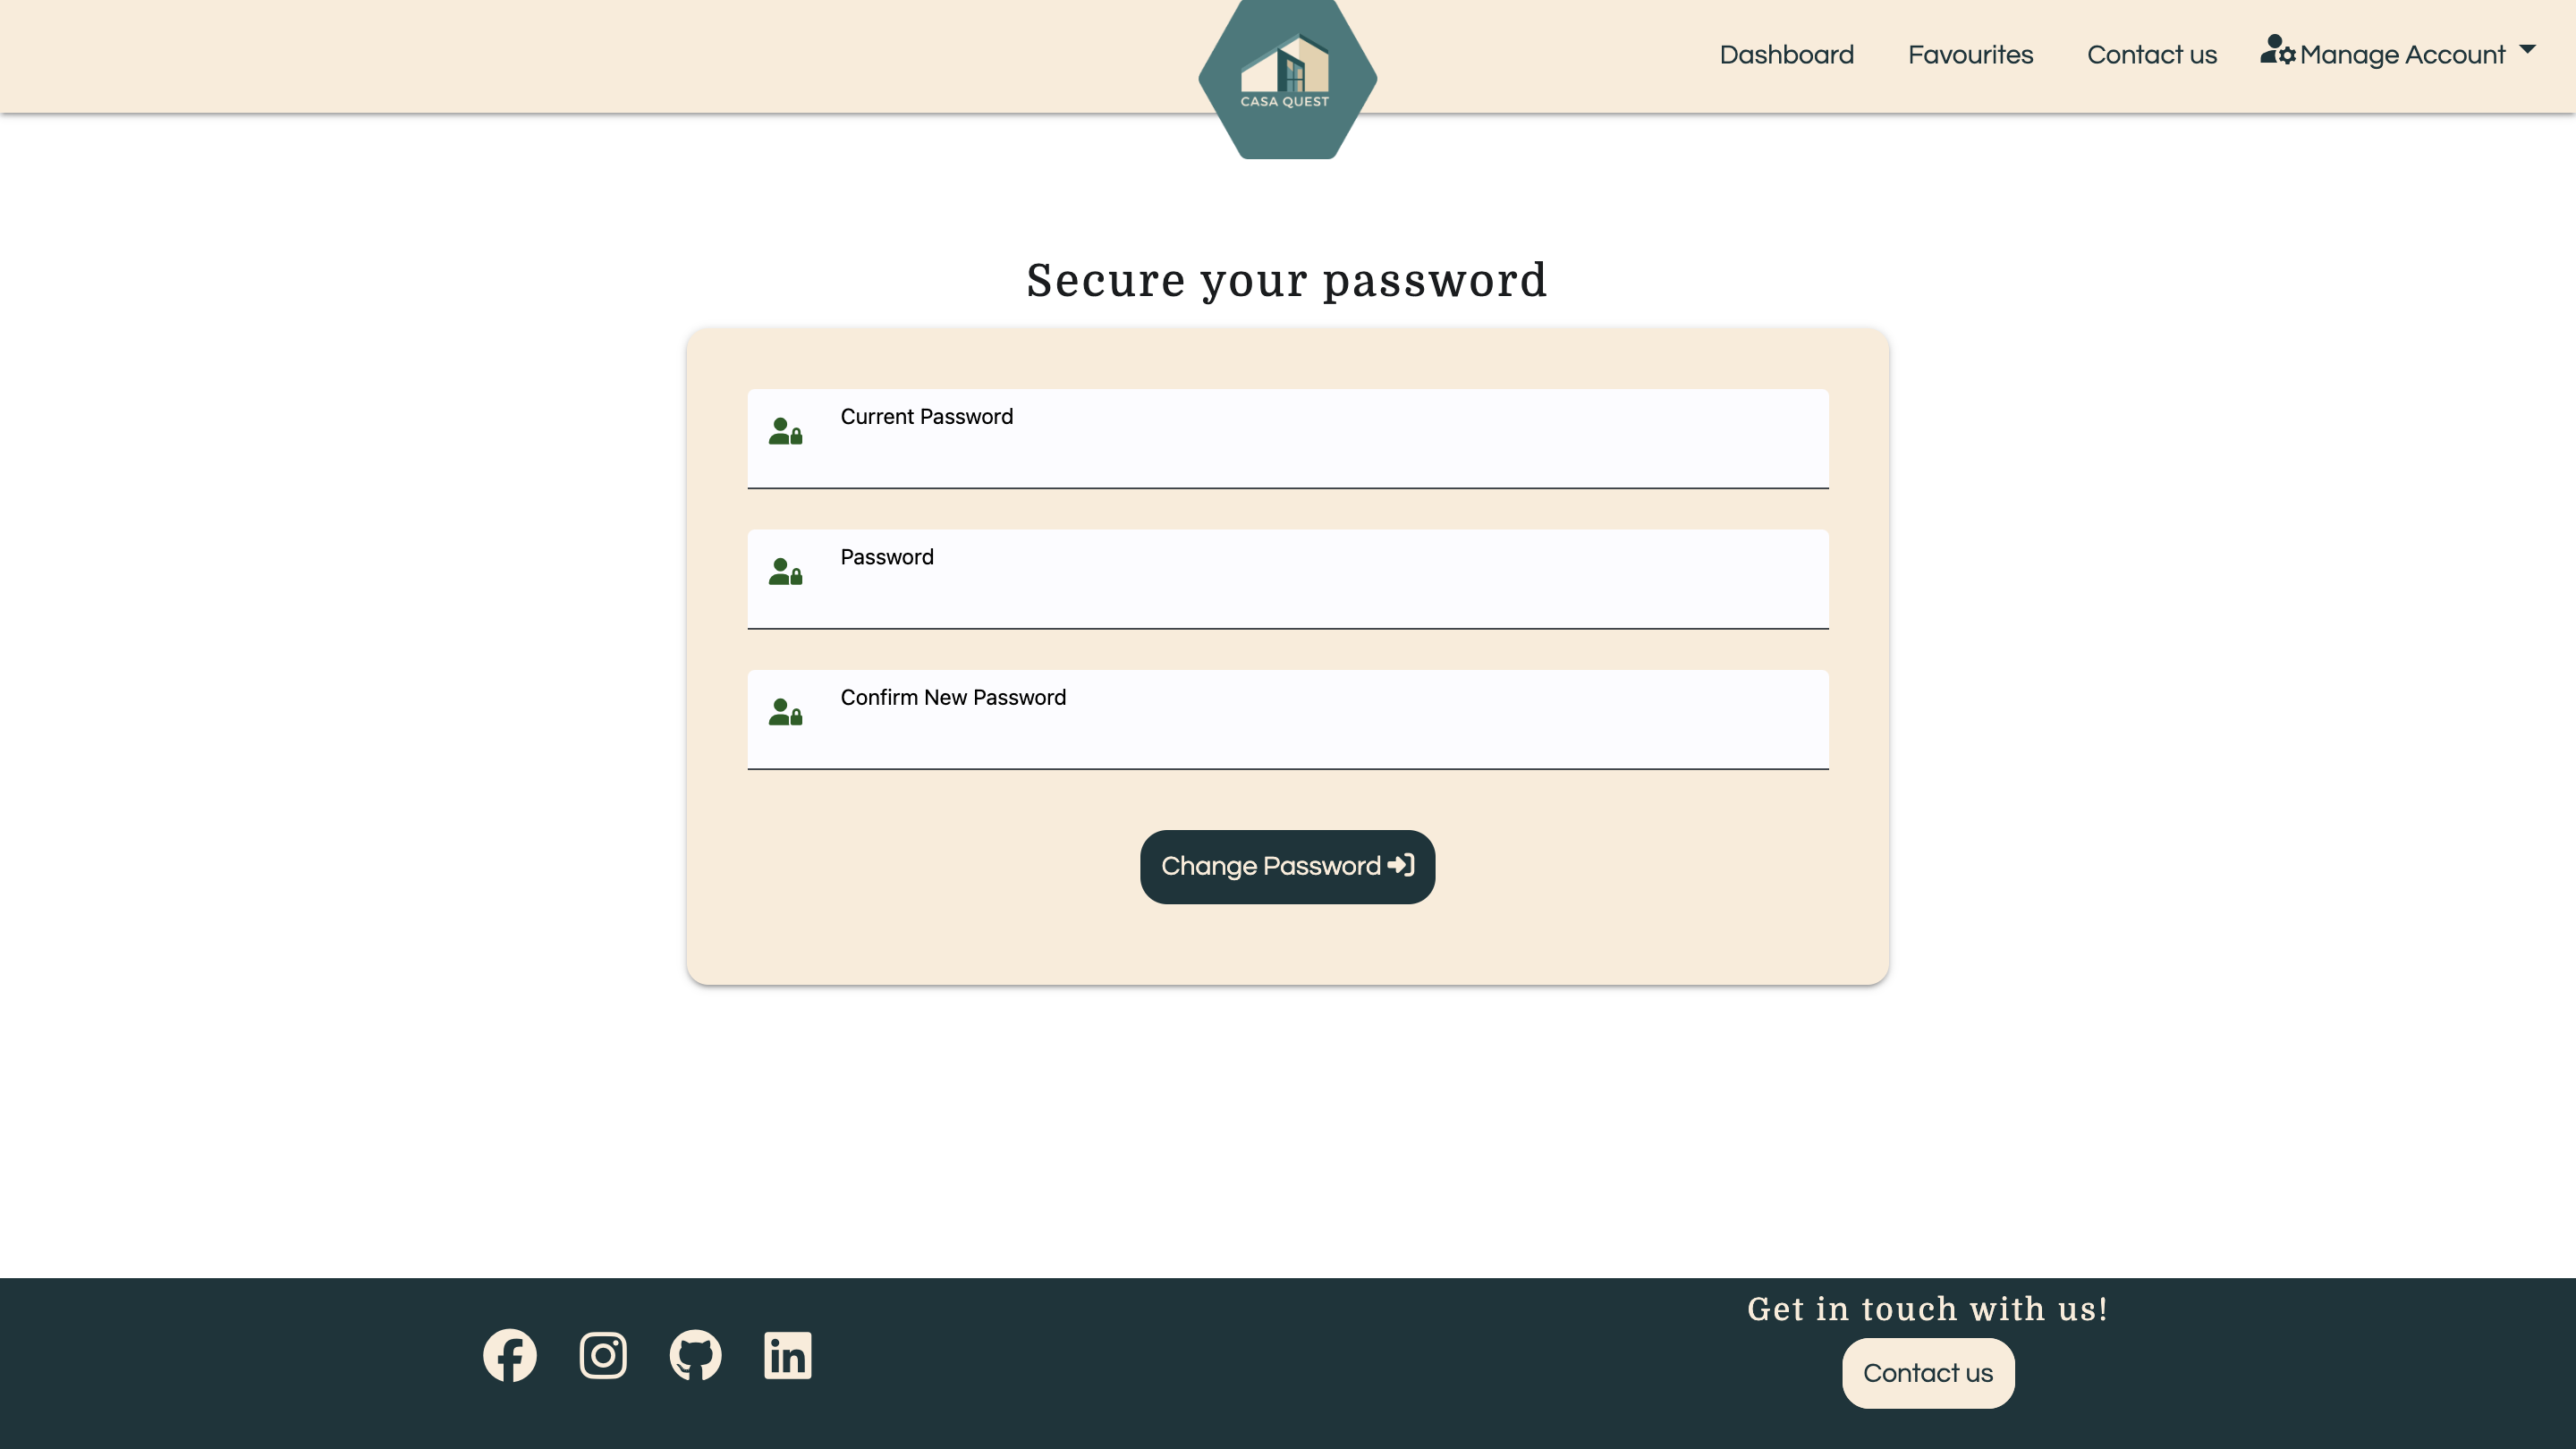 CASA QUEST
Dashboard
Favourites
Contact us
Manage Account
Secure your password
Current Password
Password
Confirm New Password
Change Password
Get in touch with us!
Contact us